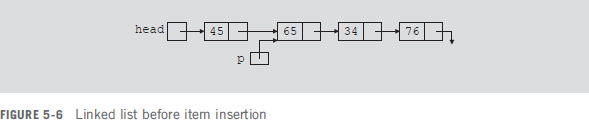 head 45 65 34 76
p
FIGURE 5-6 Linked list before item insertion